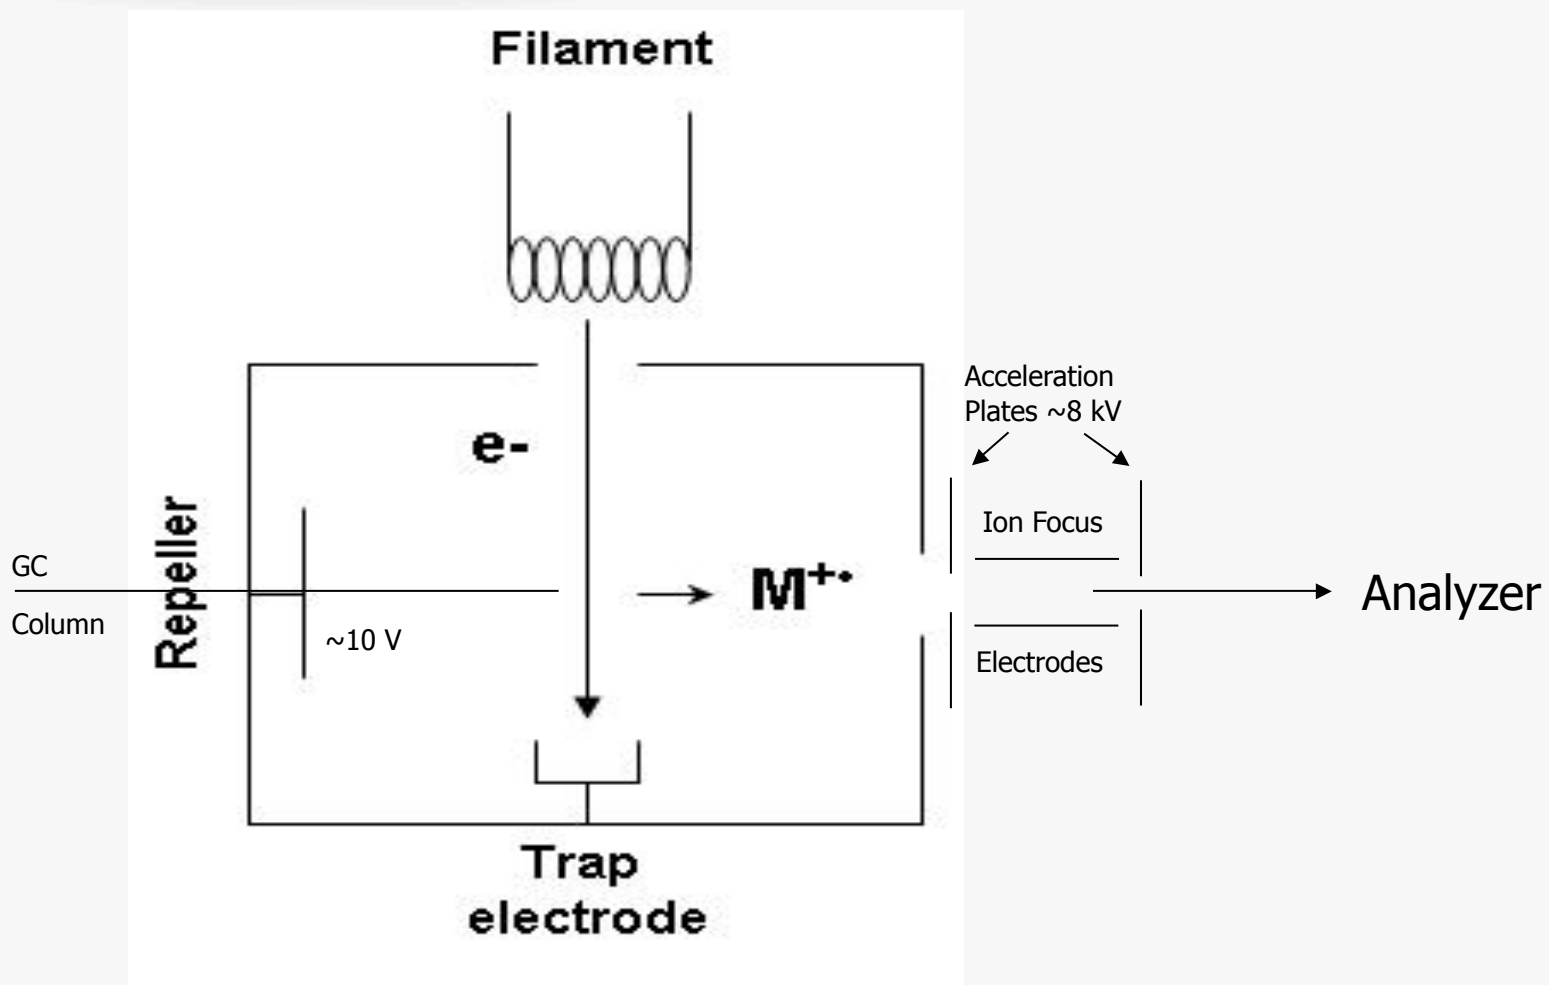 Filament
Acceleration
Plates ~8 kV
e-
Ion Focus
Repeller
GC
Column
~10 V
M+•
Analyzer
Electrodes
Trap
electrode